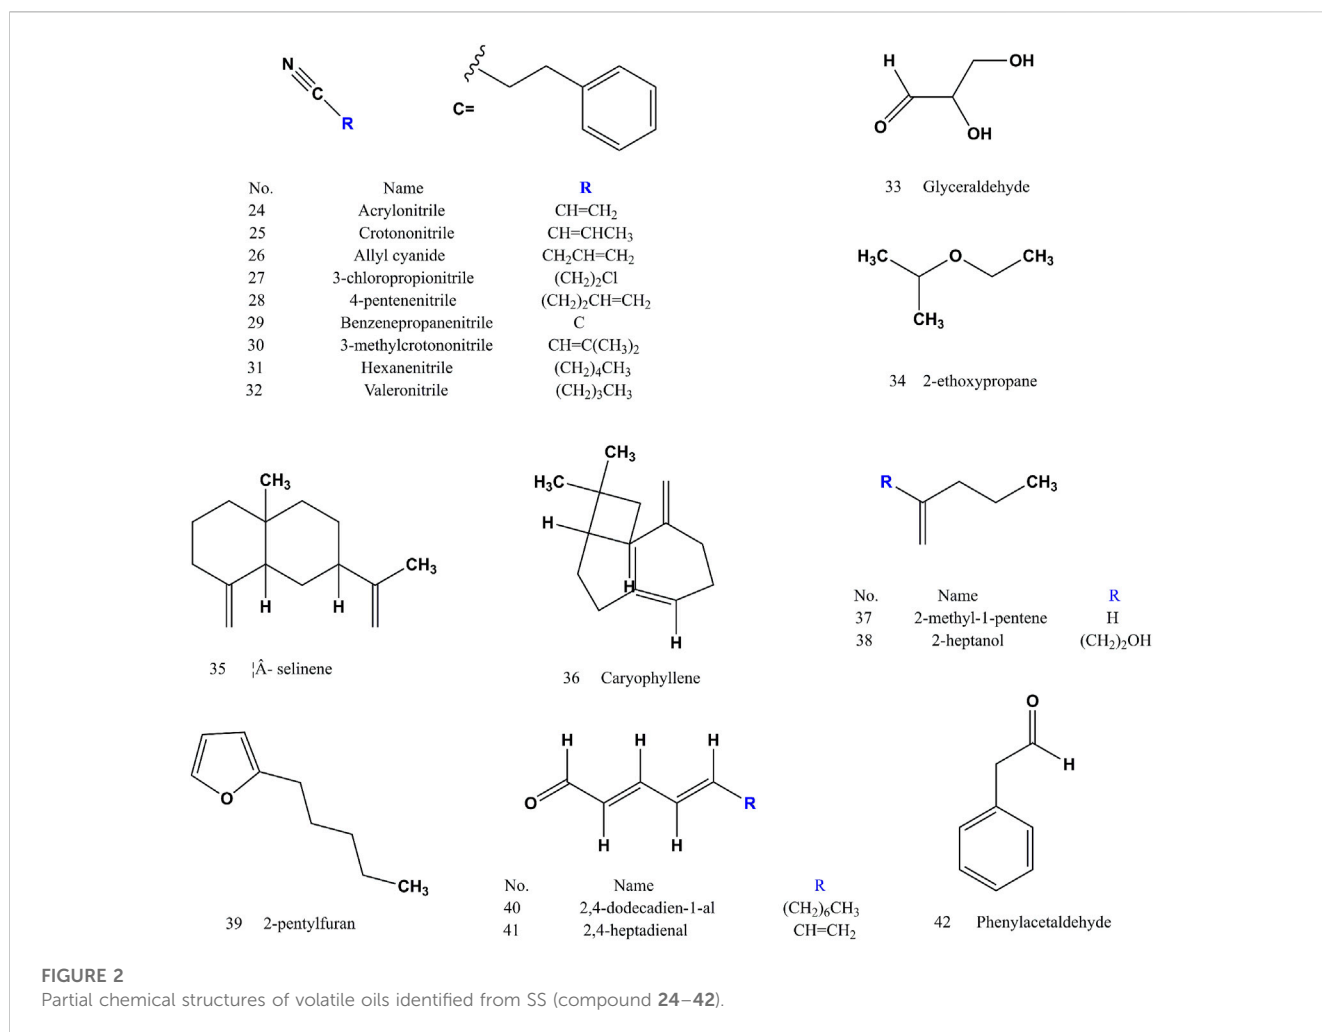 N
C
R
C=
No. Name R
24 Acrylonitrile CH=CH₂
25 Crotononitrile CH=CHCH₃
26 Allyl cyanide CH₂CH=CH₂
27 3-chloropropionitrile (CH₂)₂Cl
28 4-pentenenitrile (CH₂)₂CH=CH₂
29 Benzenepropanenitrile C
30 3-methylcrotononitrile CH=C(CH₃)₂
31 Hexanenitrile (CH₂)₄CH₃
32 Valeronitrile (CH₂)₃CH₃
H
OH
O
OH
33 Glyceraldehyde
H₃C
O
CH₃
CH₃
34 2-ethoxypropane
CH₃
CH₃
H
H
35 ¦Â- selinene
CH₃
H₃C
H
H
H
36 Caryophyllene
R
CH₃
No. Name R
37 2-methyl-1-pentene H
38 2-heptanol (CH₂)₂OH
O
CH₃
39 2-pentylfuran
H
H
H
O
R
H
H
No. Name R
40 2,4-dodecadien-1-al (CH₂)₆CH₃
41 2,4-heptadienal CH=CH₂
O
H
42 Phenylacetaldehyde
FIGURE 2
Partial chemical structures of volatile oils identified from SS (compound 24–42).